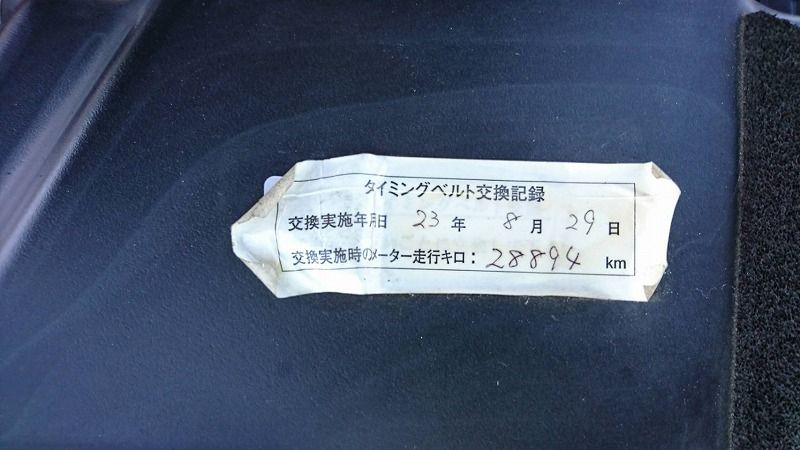 タイミングベルト交換記録
交換実施年月日 23 年 8 月 29 日
交換実施時のメーター走行キロ：28894 km